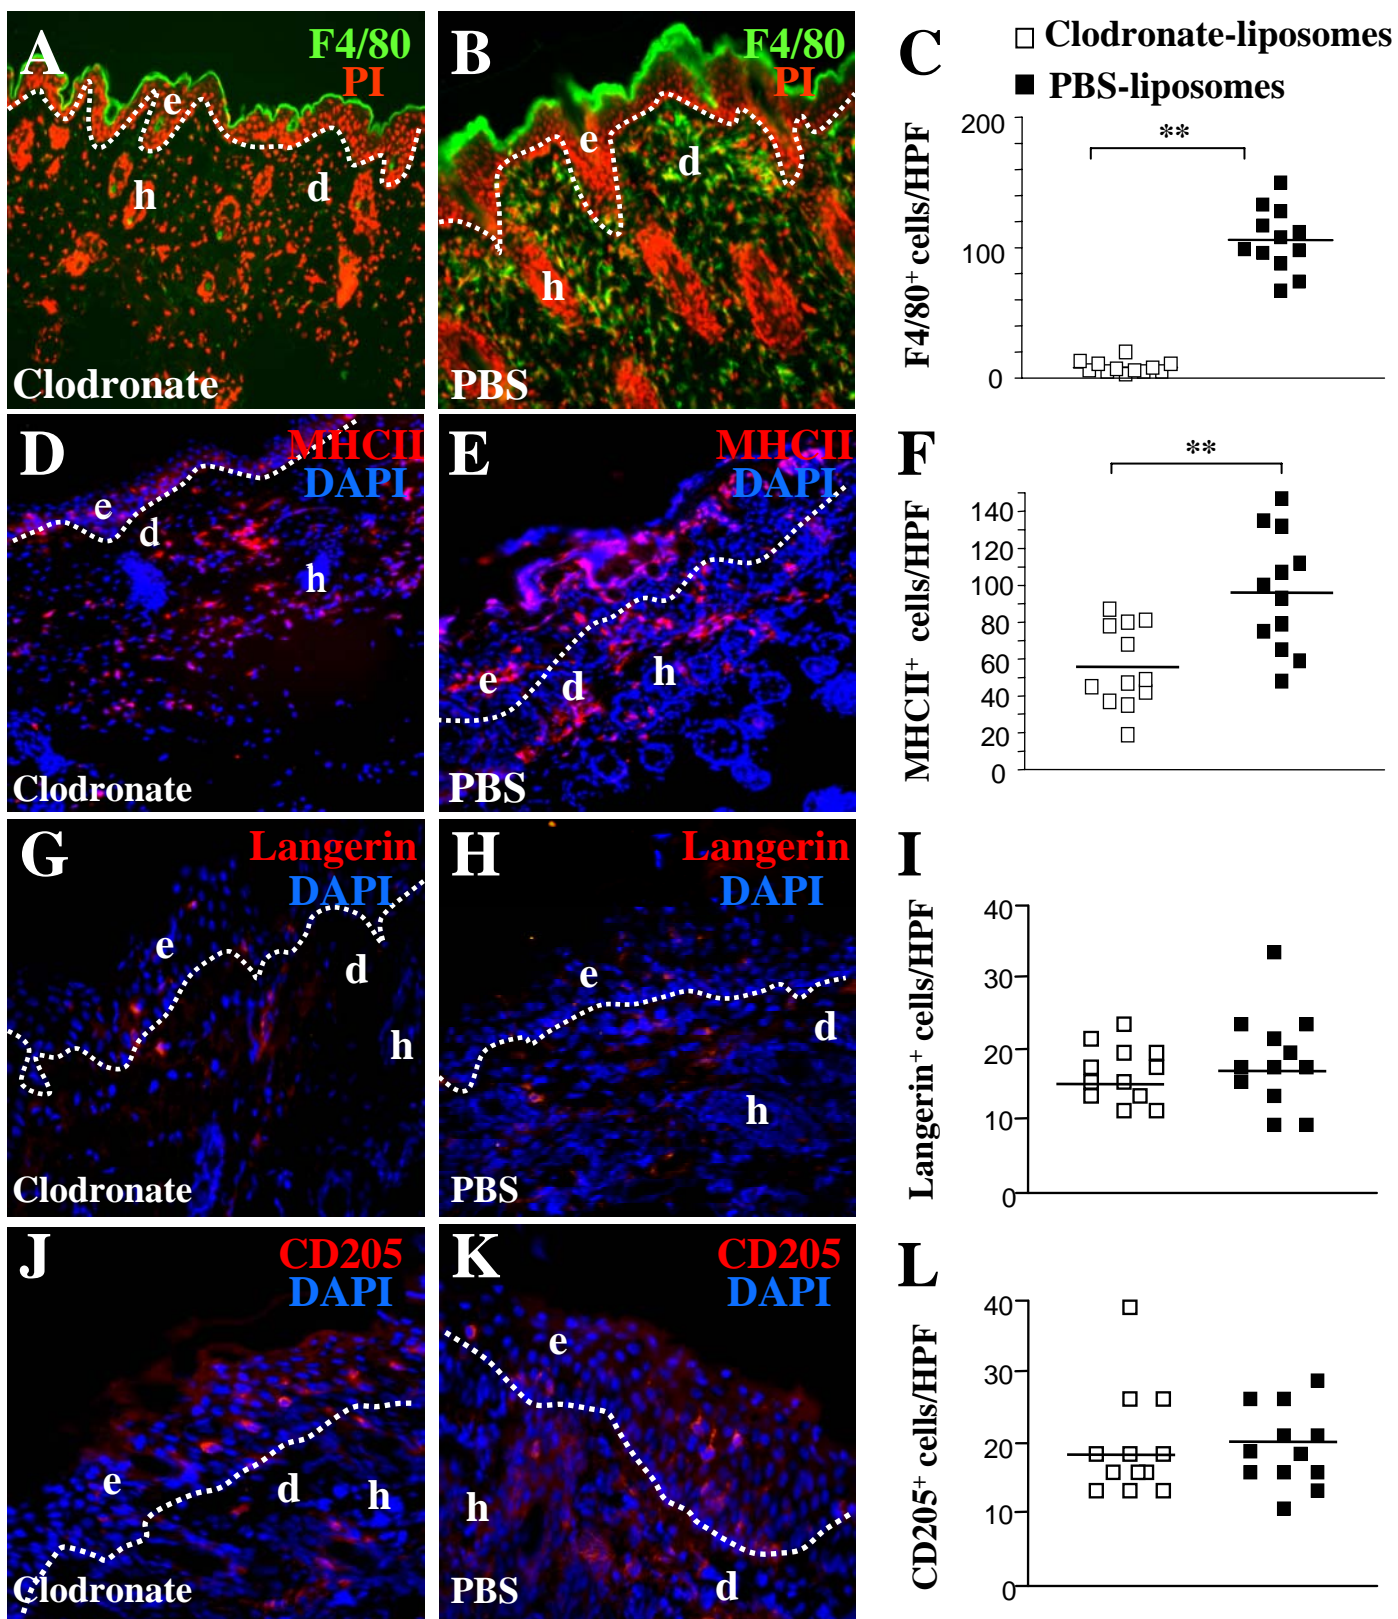 A
F4/80
PI
e
h
d
Clodronate
B
F4/80
PI
e
d
h
PBS
C
Clodronate-liposomes
PBS-liposomes
F4/80+ cells/HPF
200
100
0
**
D
MHCII
DAPI
e
d
h
Clodronate
E
MHCII
DAPI
e
d
h
PBS
F
**
MHCII+ cells/HPF
140
120
100
80
60
40
20
0
G
Langerin
DAPI
e
d
h
Clodronate
H
Langerin
DAPI
e
d
h
PBS
I
Langerin+ cells/HPF
40
30
20
10
0
J
CD205
DAPI
e
d
h
Clodronate
K
CD205
DAPI
e
h
d
PBS
L
CD205+ cells/HPF
40
30
20
10
0